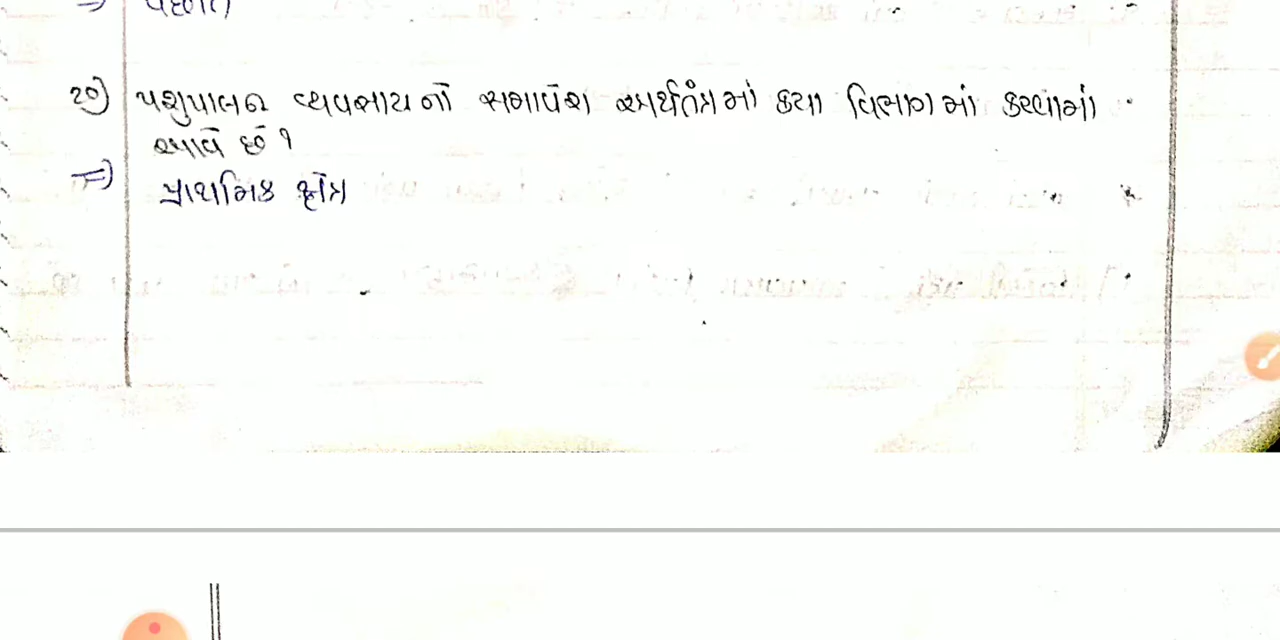 ૨૦) પશુપાલન વ્યવસાયનો સમાવેશ અર્થતંત્રમાં કયા વિભાગમાં કરવામાં
આવે છે ?
=) પ્રાથમિક ક્ષેત્ર